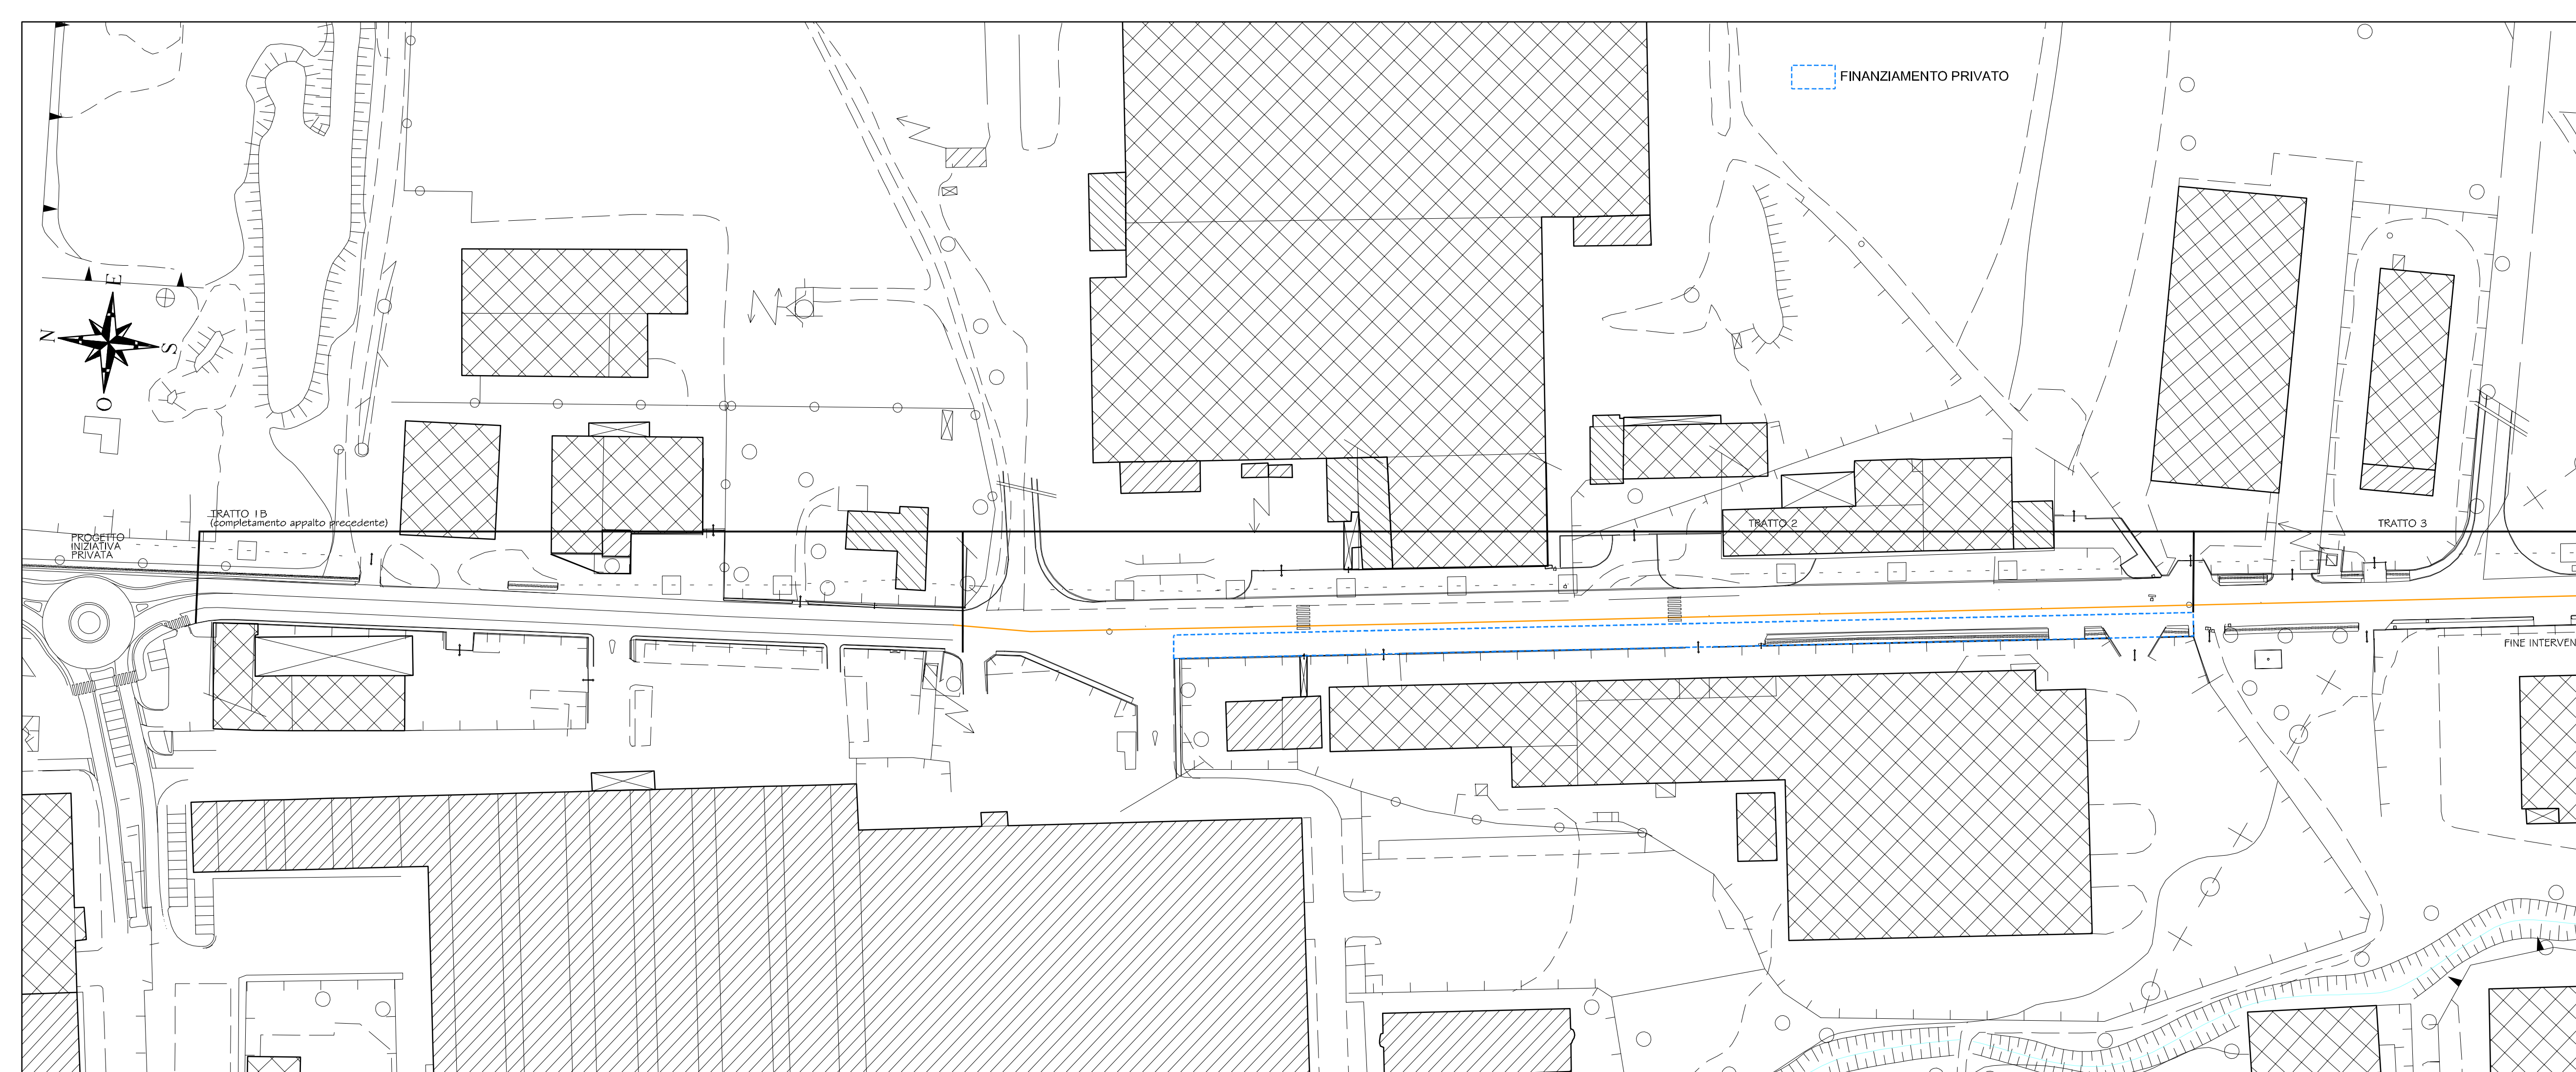 FINANZIAMENTO PRIVATO
E
N
S
O
TRATTO 1B
(completamento appalto precedente)
PROGETTO
INIZIATIVA
PRIVATA
TRATTO 2
TRATTO 3
FINE INTERVEN